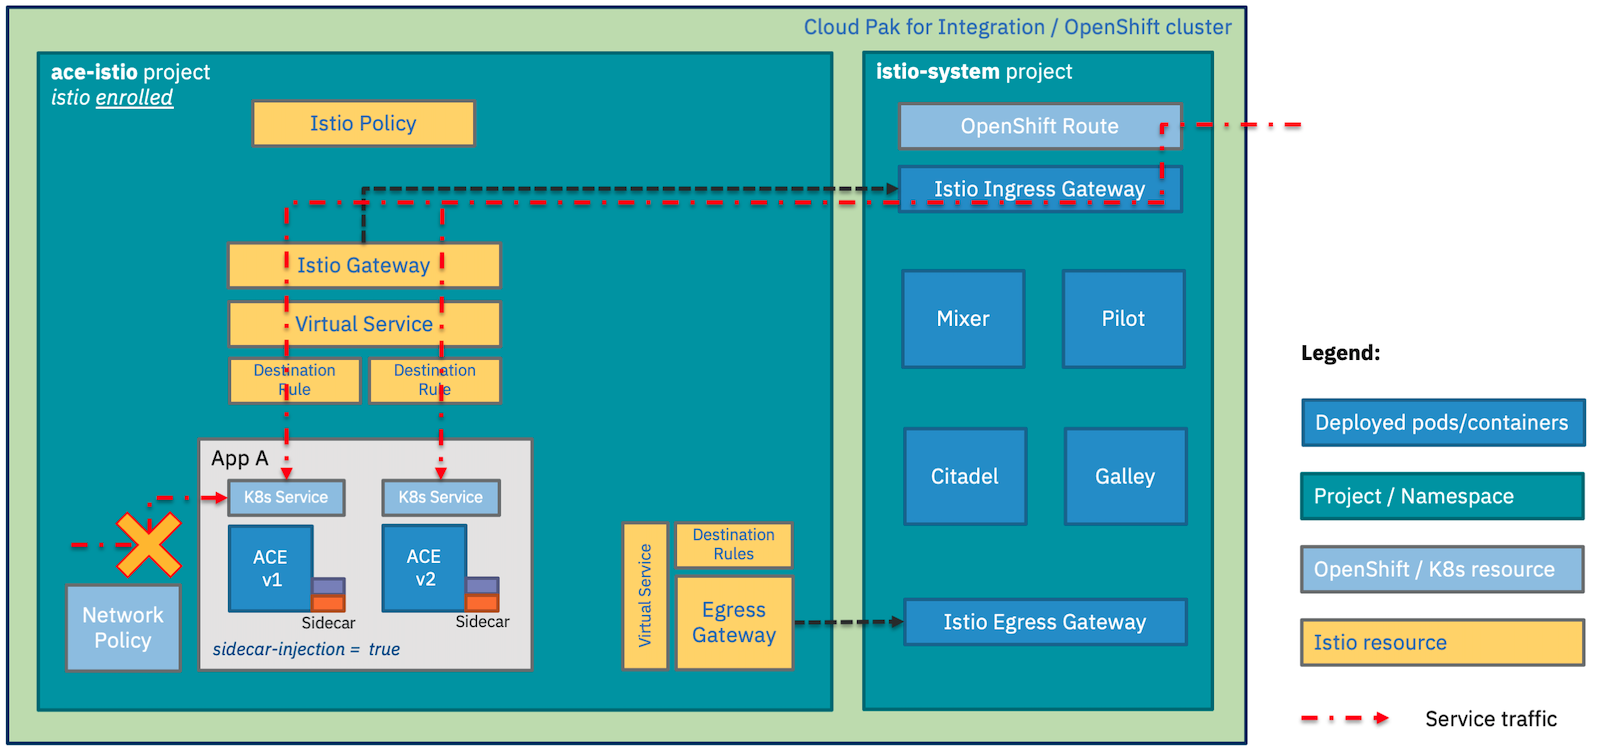 Cloud Pak for Integration / OpenShift cluster
ace-istio project
istio enrolled
Istio Policy
Istio Gateway
Virtual Service
Destination
Rule
Destination
Rule
App A
K8s Service
K8s Service
ACE
v1
ACE
v2
Sidecar
Sidecar
sidecar-injection = true
Network
Policy
Virtual Service
Destination
Rules
Egress
Gateway
istio-system project
OpenShift Route
Istio Ingress Gateway
Mixer
Pilot
Citadel
Galley
Istio Egress Gateway
Legend:
Deployed pods/containers
Project / Namespace
OpenShift / K8s resource
Istio resource
Service traffic